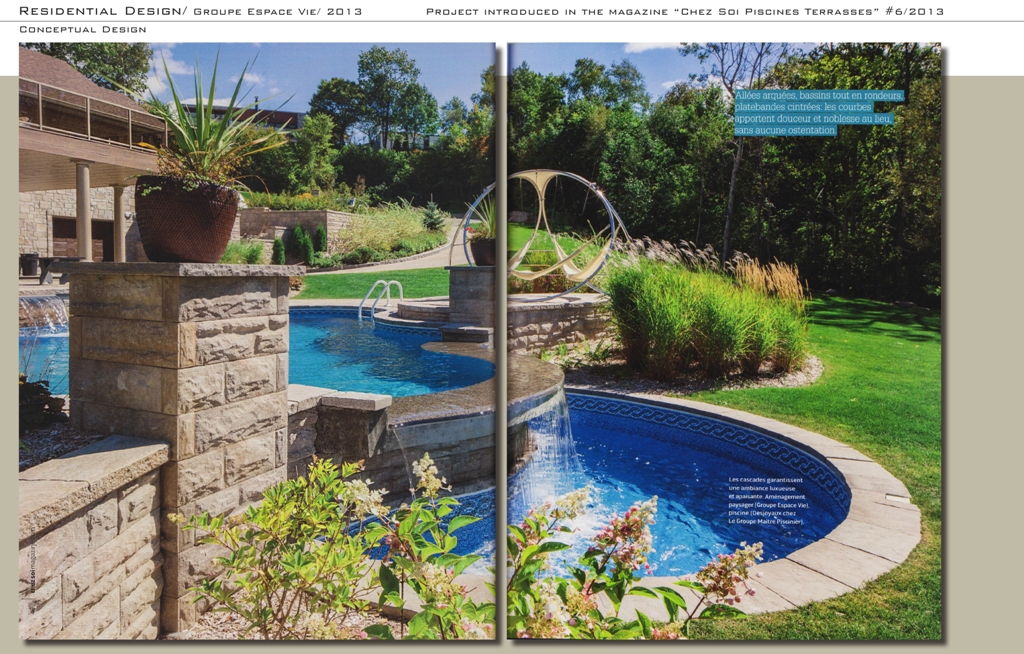 Residential Design/ Groupe Espace Vie/ 2013
Project introduced in the magazine “Chez Soi Piscines Terrasses” #6/2013
Conceptual Design
Allées arquées, bassins tout en rondeurs,
platebandes cintrées: les courbes
apportent douceur et noblesse au lieu,
sans aucune ostentation.
Les cascades garantissent
une ambiance luxueuse
et apaisante. Aménagement
paysager (Groupe Espace Vie),
piscine (Desjoyaux chez
Le Groupe Maître Piscinier).